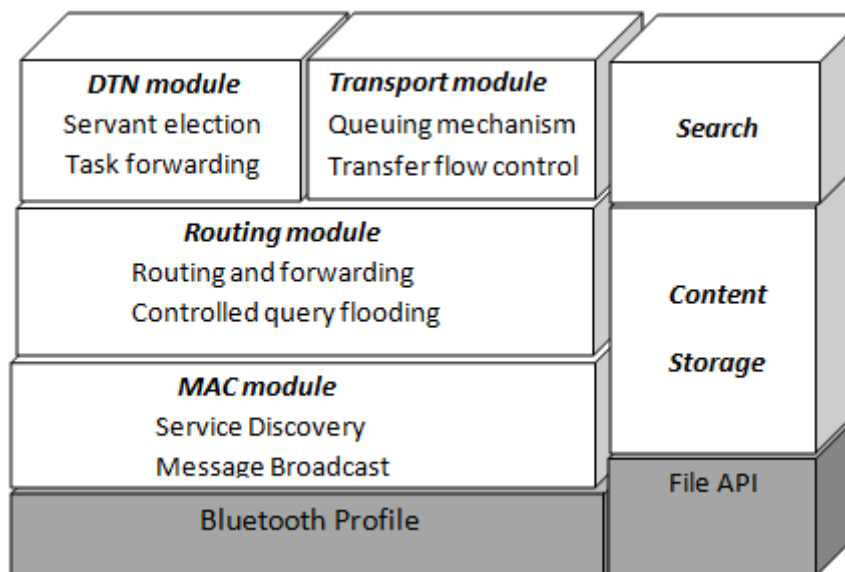 DTN module
Servant election
Task forwarding
Transport module
Queuing mechanism
Transfer flow control
Search
Routing module
Routing and forwarding
Controlled query flooding
Content
Storage
MAC module
Service Discovery
Message Broadcast
File API
Bluetooth Profile